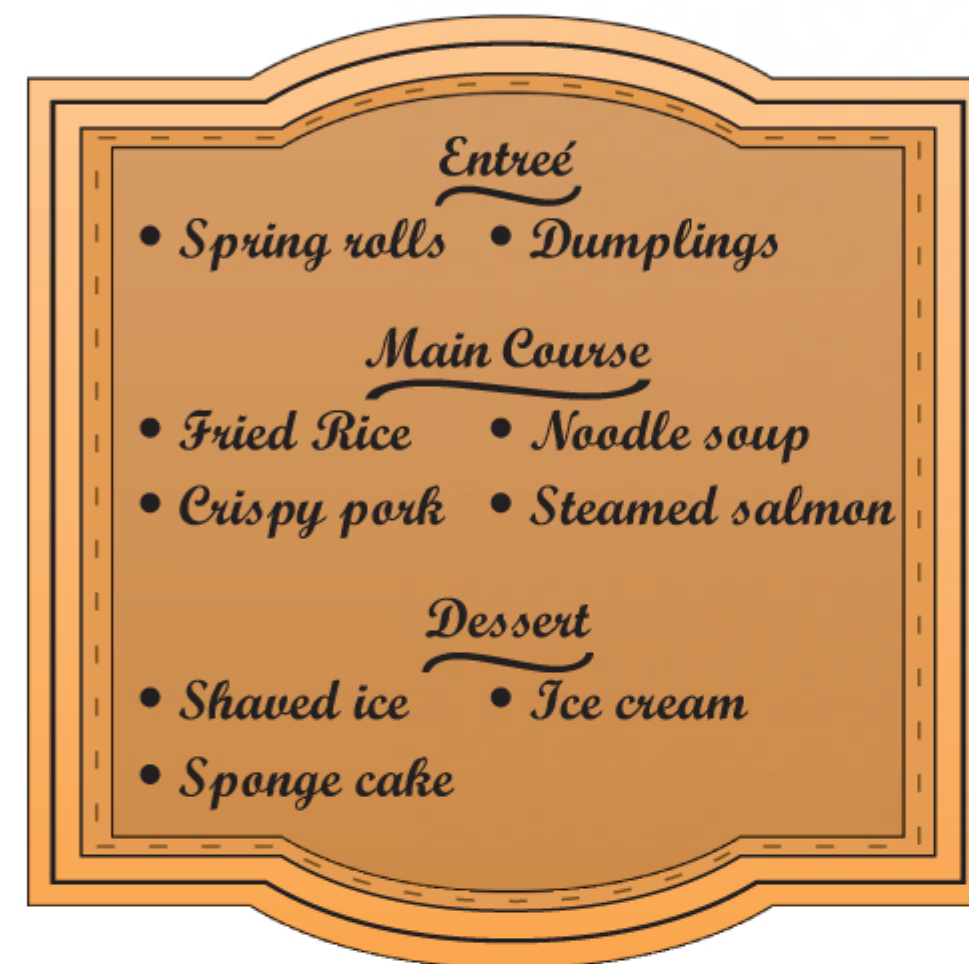 Entreé
• Spring rolls • Dumplings
Main Course
• Fried Rice • Noodle soup
• Crispy pork • Steamed salmon
Dessert
• Shaved ice • Ice cream
• Sponge cake